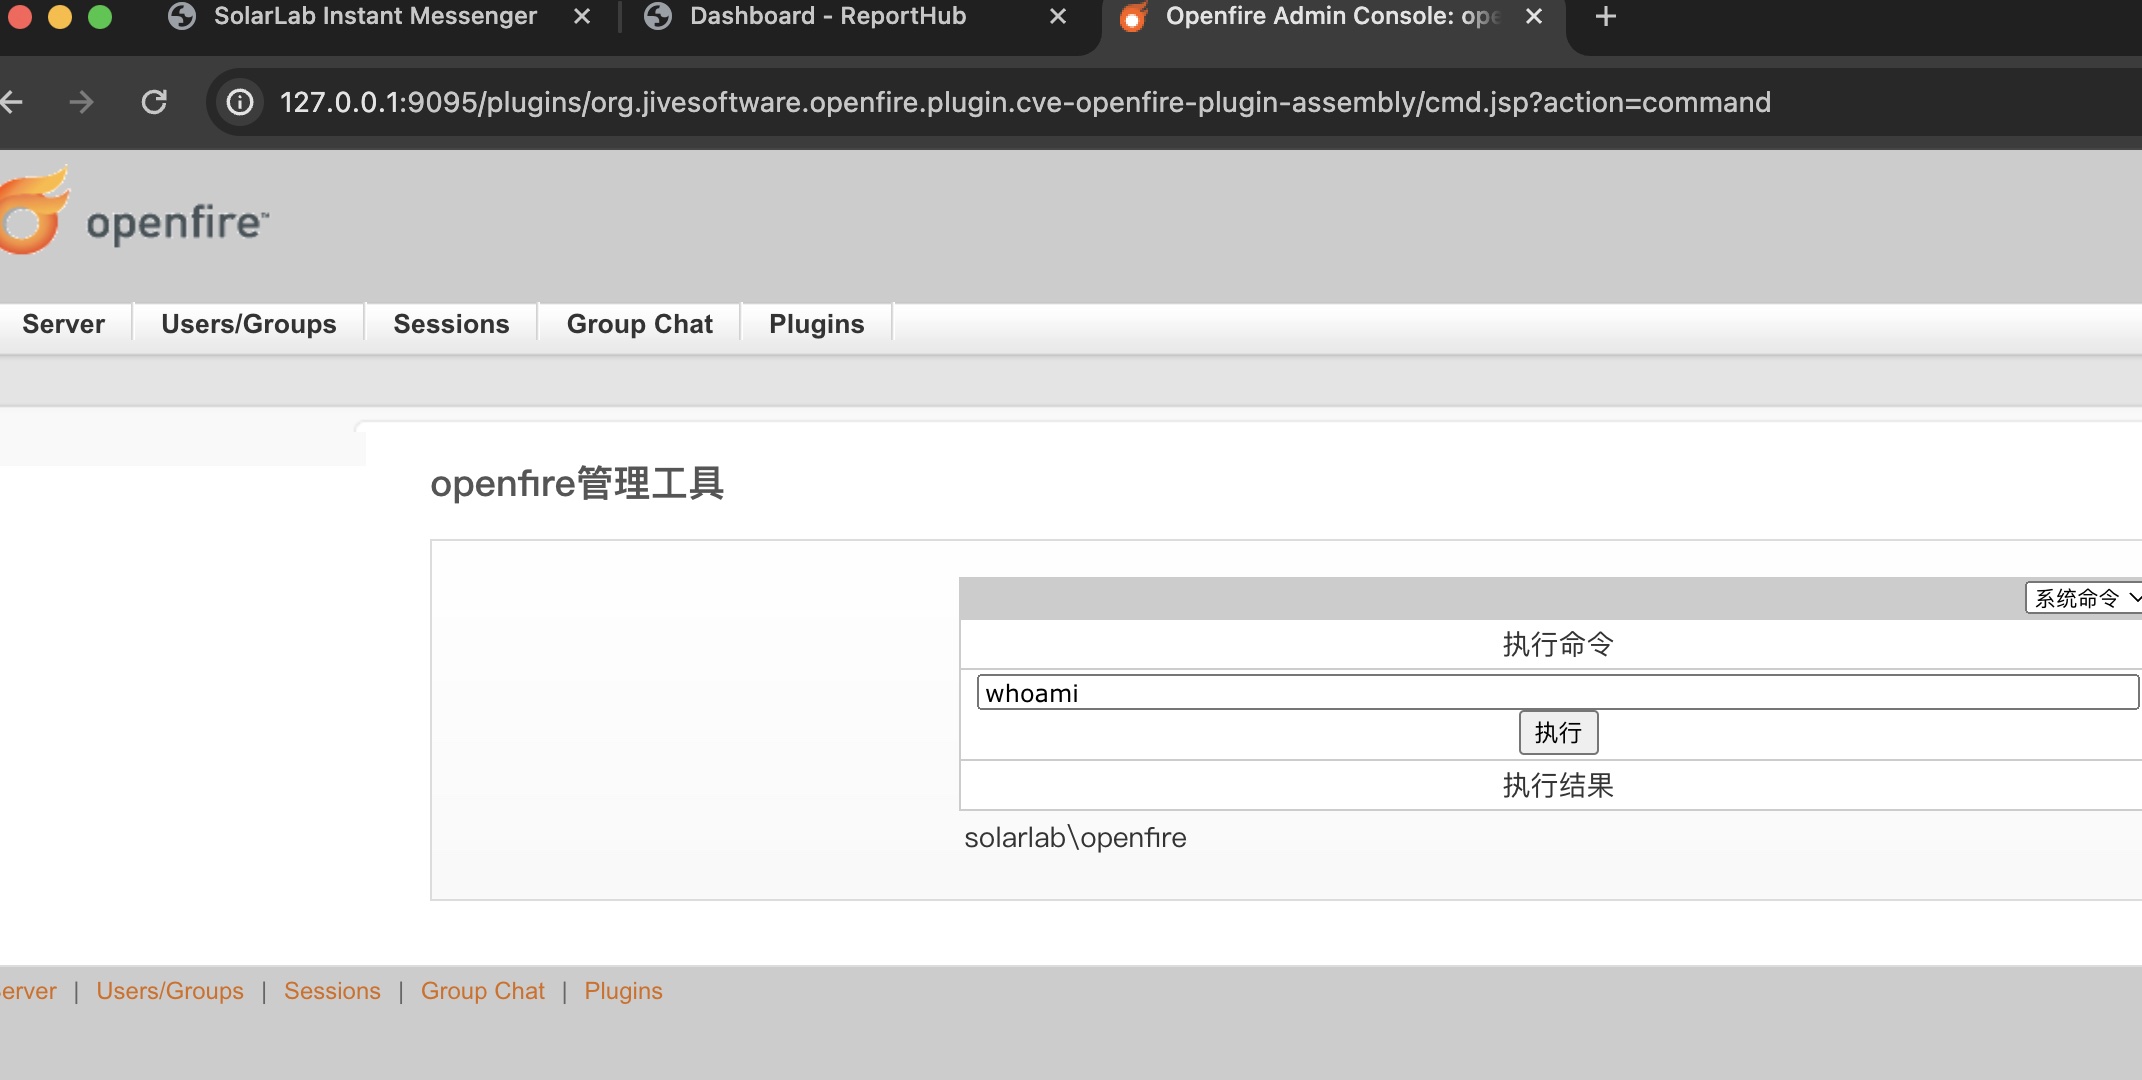 SolarLab Instant Messenger
Dashboard - ReportHub
Openfire Admin Console: ope
127.0.0.1:9095/plugins/org.jivesoftware.openfire.plugin.cve-openfire-plugin-assembly/cmd.jsp?action=command
openfire™
Server Users/Groups Sessions Group Chat Plugins
openfire管理工具
系统命令
执行命令
whoami
执行
执行结果
solarlab\openfire
erver | Users/Groups | Sessions | Group Chat | Plugins